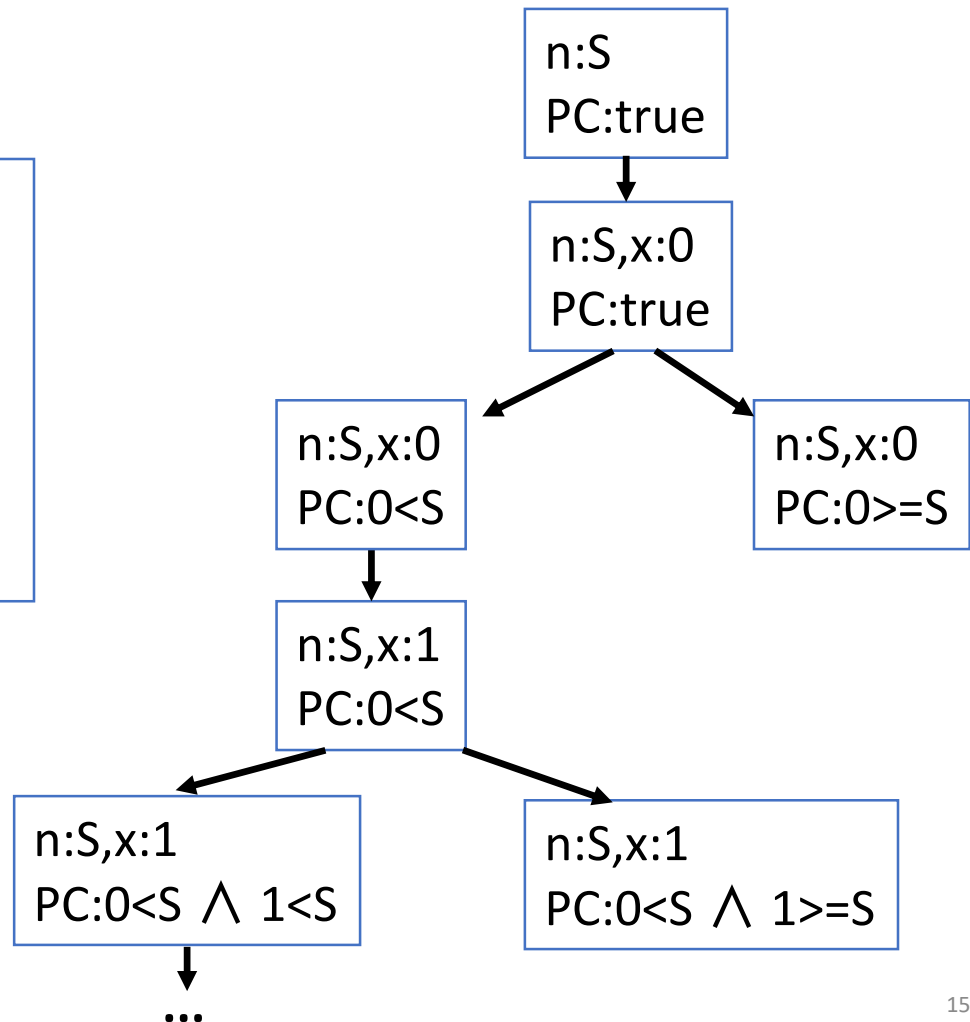 n:S
PC:true
n:S,x:0
PC:true
n:S,x:0
PC:0<S
n:S,x:0
PC:0>=S
n:S,x:1
PC:0<S
n:S,x:1
PC:0<S ⋀ 1<S
n:S,x:1
PC:0<S ⋀ 1>=S
...
15